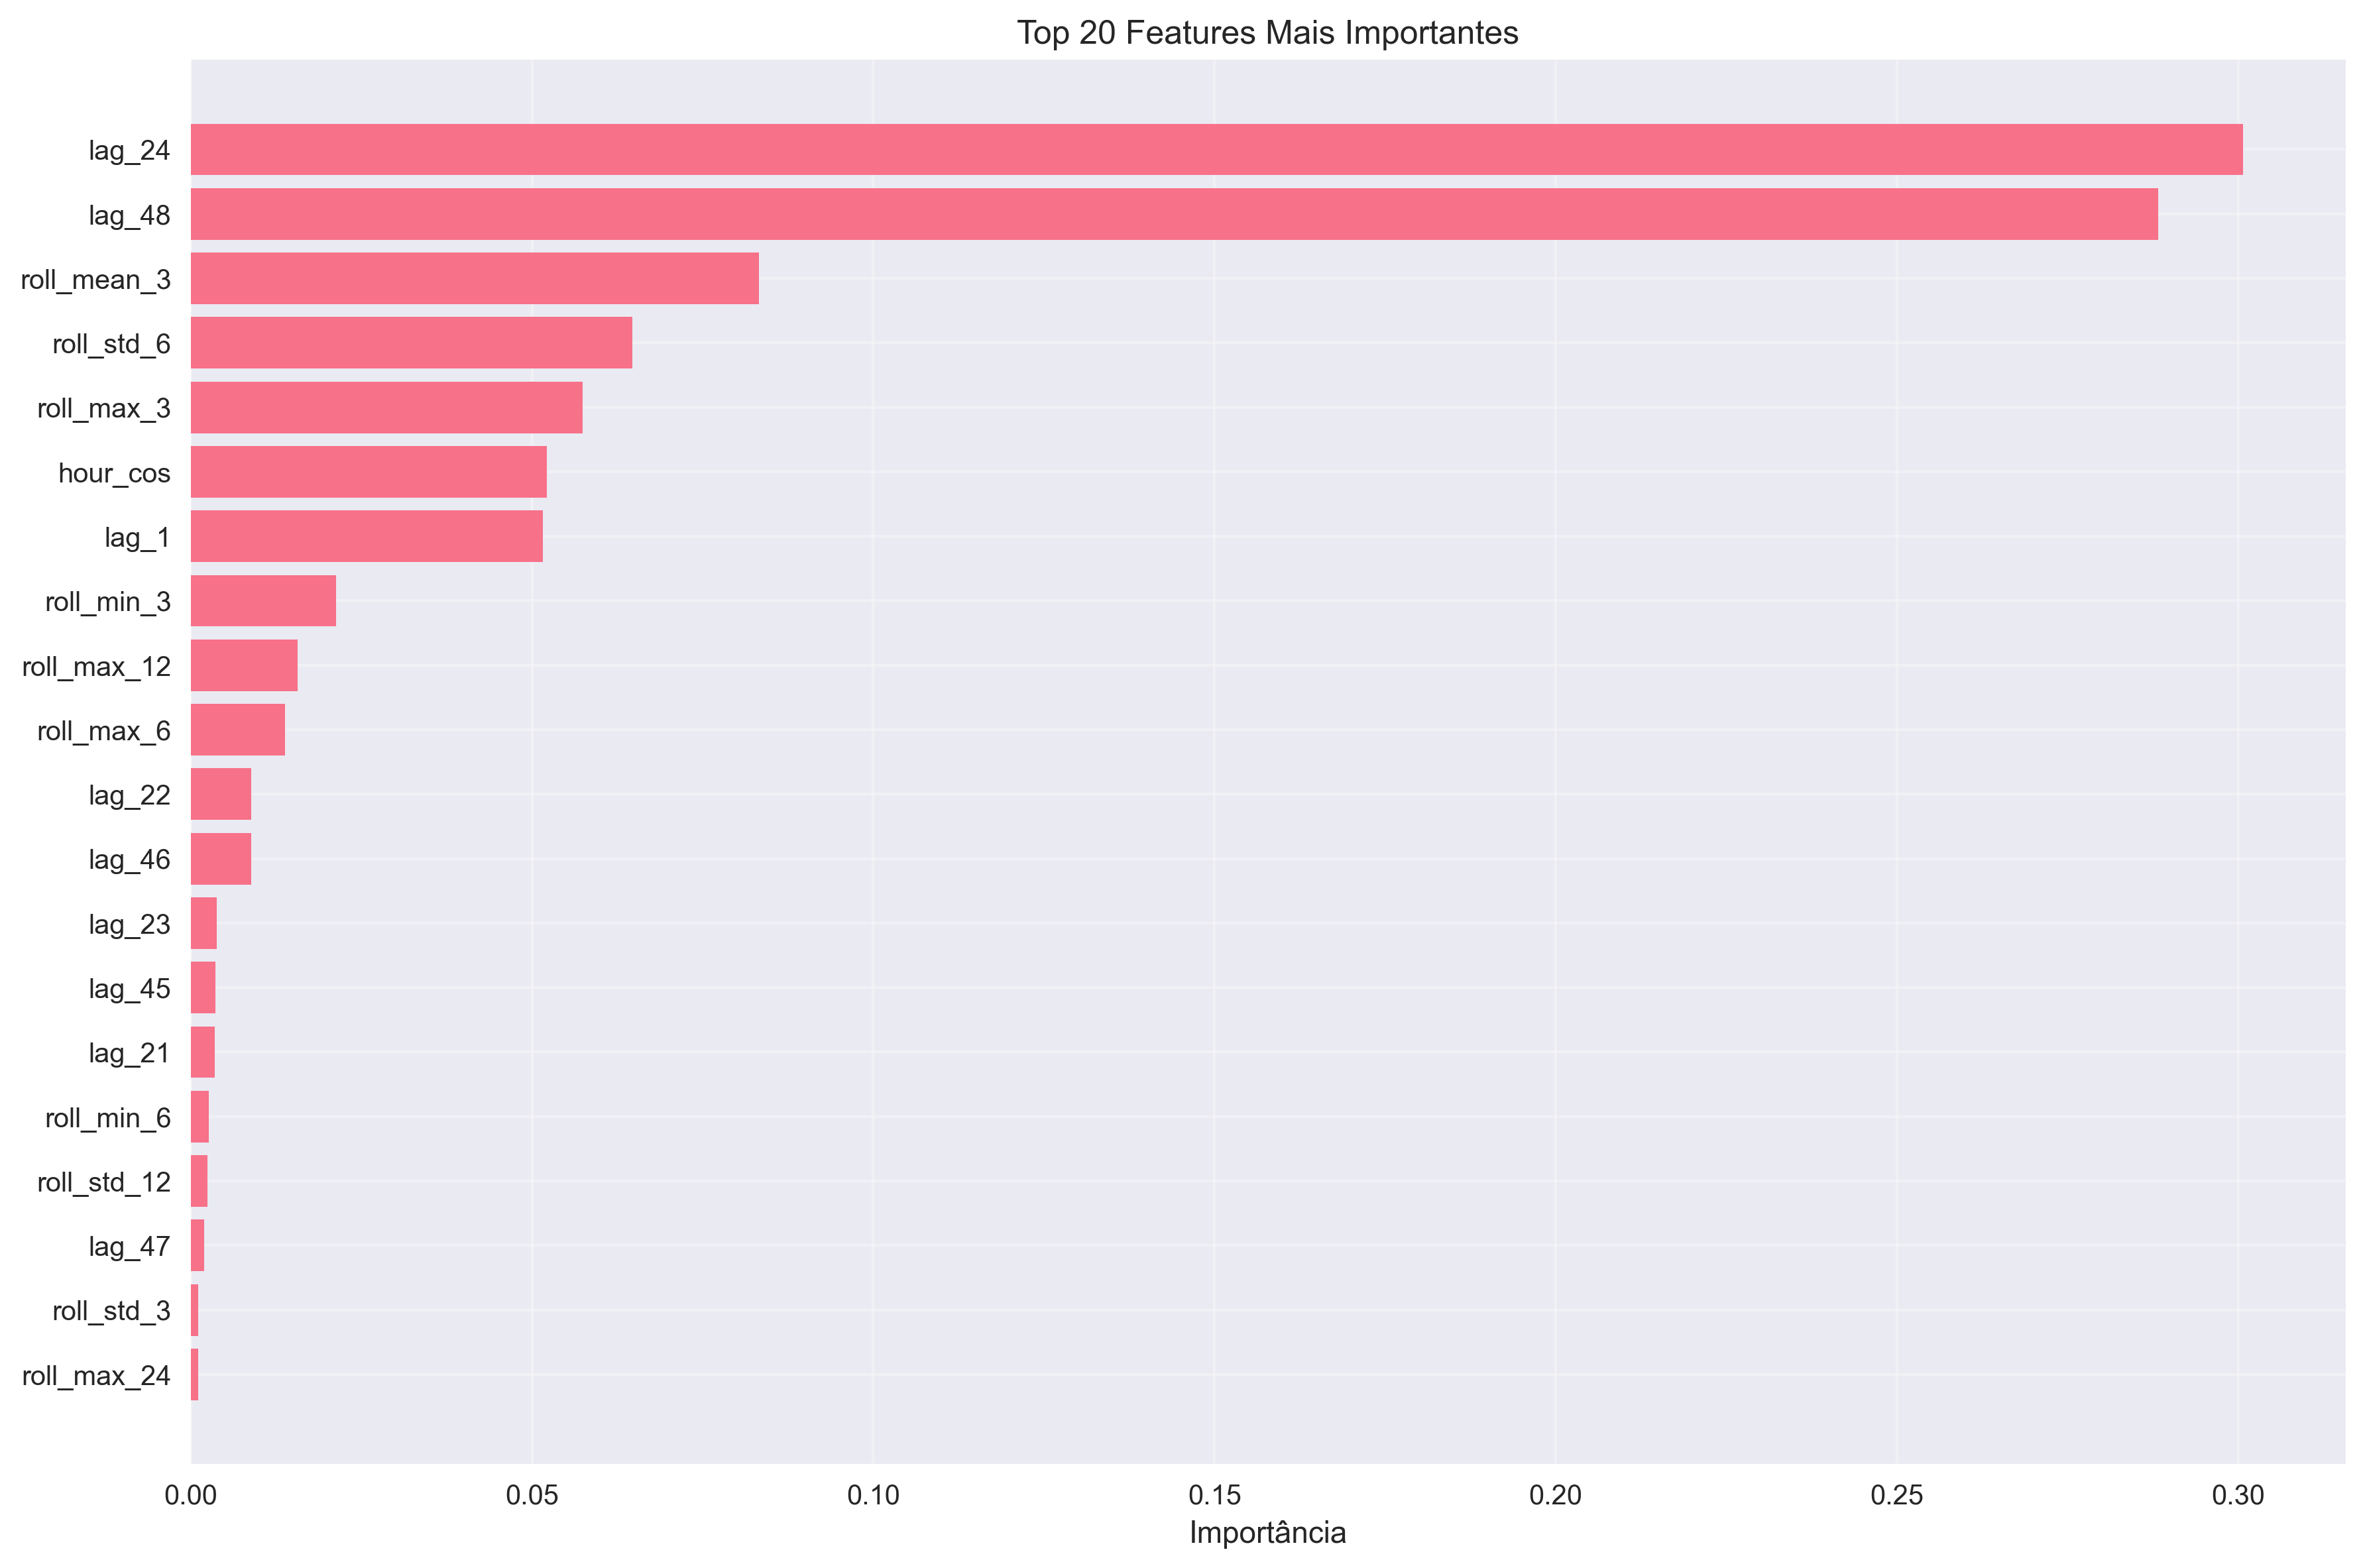 Top 20 Features Mais Importantes
lag_24
lag_48
roll_mean_3
roll_std_6
roll_max_3
hour_cos
lag_1
roll_min_3
roll_max_12
roll_max_6
lag_22
lag_46
lag_23
lag_45
lag_21
roll_min_6
roll_std_12
lag_47
roll_std_3
roll_max_24
0.00 0.05 0.10 0.15 0.20 0.25 0.30
Importância